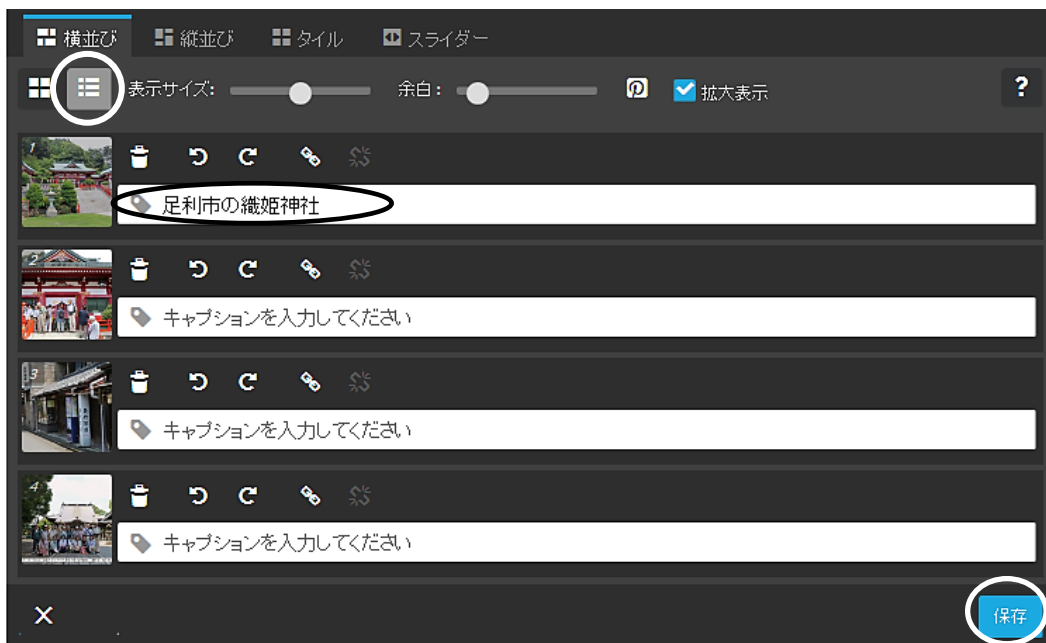 横並び 縦並び タイル スライダー
表示サイズ: 余白: 拡大表示 ?
1
足利市の織姫神社
2
キャプションを入力してください
3
キャプションを入力してください
4
キャプションを入力してください
保存